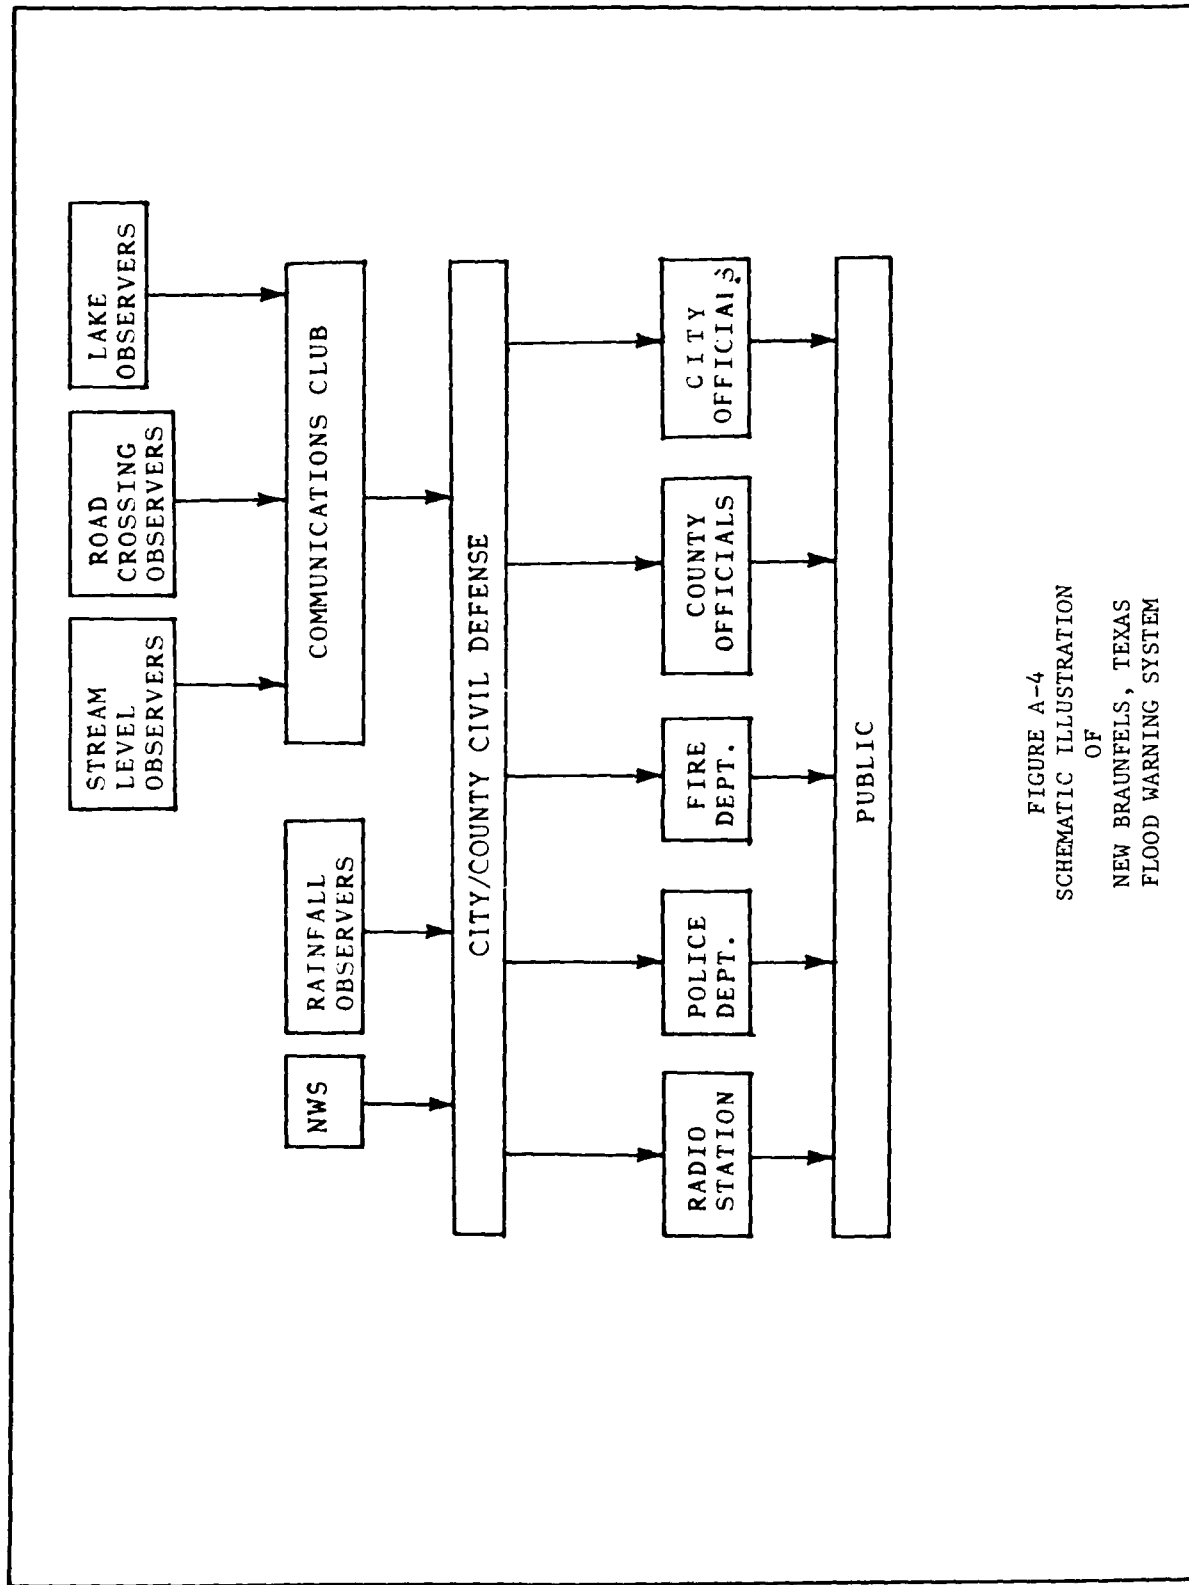 STREAM
LEVEL
OBSERVERS
ROAD
CROSSING
OBSERVERS
LAKE
OBSERVERS
NWS
RAINFALL
OBSERVERS
COMMUNICATIONS CLUB
CITY/COUNTY CIVIL DEFENSE
RADIO
STATION
POLICE
DEPT.
FIRE
DEPT.
COUNTY
OFFICIALS
CITY
OFFICIALS
PUBLIC
FIGURE A-4
SCHEMATIC ILLUSTRATION
OF
NEW BRAUNFELS, TEXAS
FLOOD WARNING SYSTEM